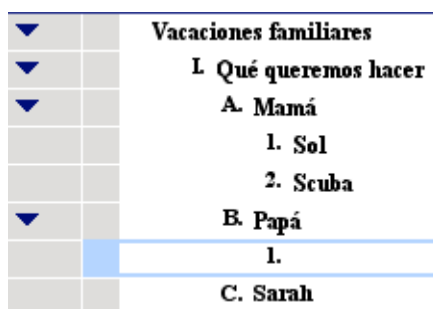 Vacaciones familiares
I. Qué queremos hacer
A. Mamá
1. Sol
2. Scuba
B. Papá
1.
C. Sarah